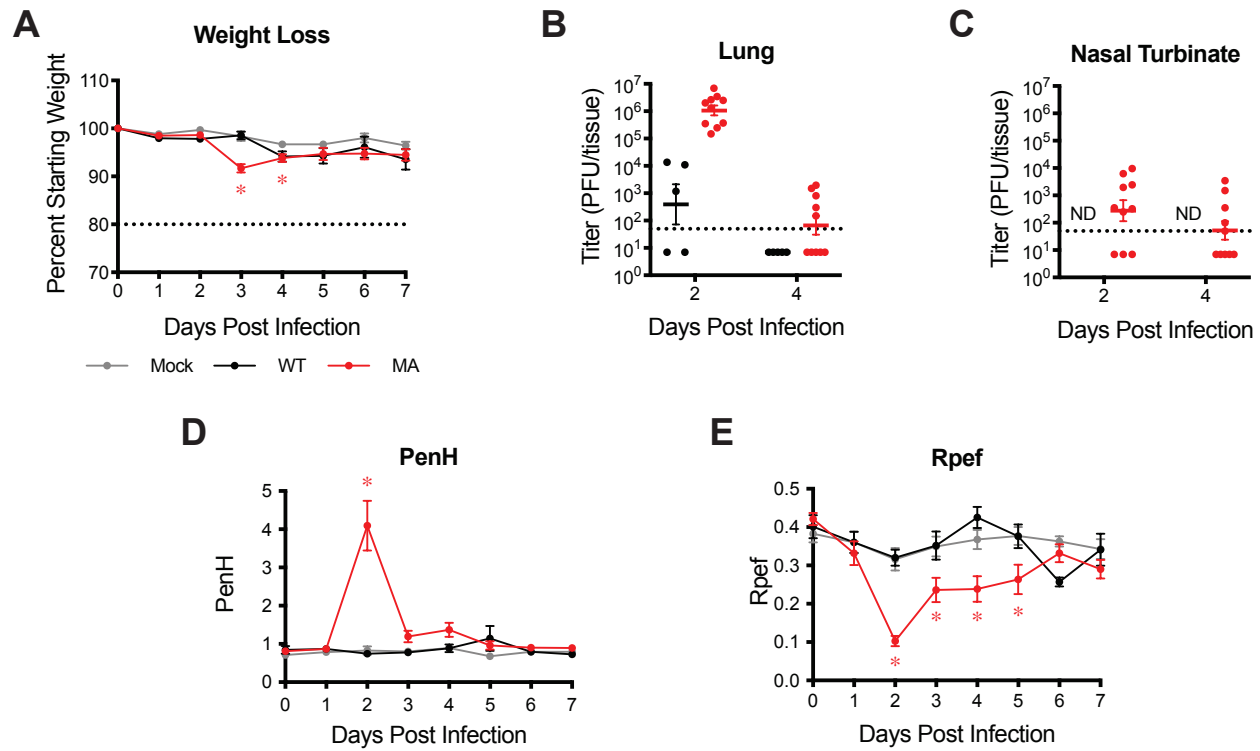 A
Weight Loss
Percent Starting Weight
110
100
90
80
70
*
*
0 1 2 3 4 5 6 7
Days Post Infection
Mock WT MA
B
Lung
Titer (PFU/tissue)
10⁷
10⁶
10⁵
10⁴
10³
10²
10¹
10⁰
2 4
Days Post Infection
C
Nasal Turbinate
Titer (PFU/tissue)
10⁷
10⁶
10⁵
10⁴
10³
10²
10¹
10⁰
ND ND
2 4
Days Post Infection
D
PenH
PenH
5
4
3
2
1
0
*
0 1 2 3 4 5 6 7
Days Post Infection
E
Rpef
Rpef
0.5
0.4
0.3
0.2
0.1
0.0
* * * *
0 1 2 3 4 5 6 7
Days Post Infection